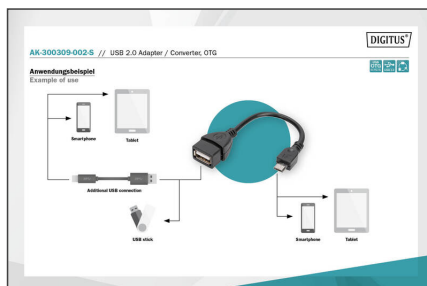 DIGITUS®
AK-300309-002-S // USB 2.0 Adapter / Converter, OTG
Anwendungsbeispiel
Example of use
Smartphone
Tablet
Additional USB connection
USB stick
Smartphone
Tablet